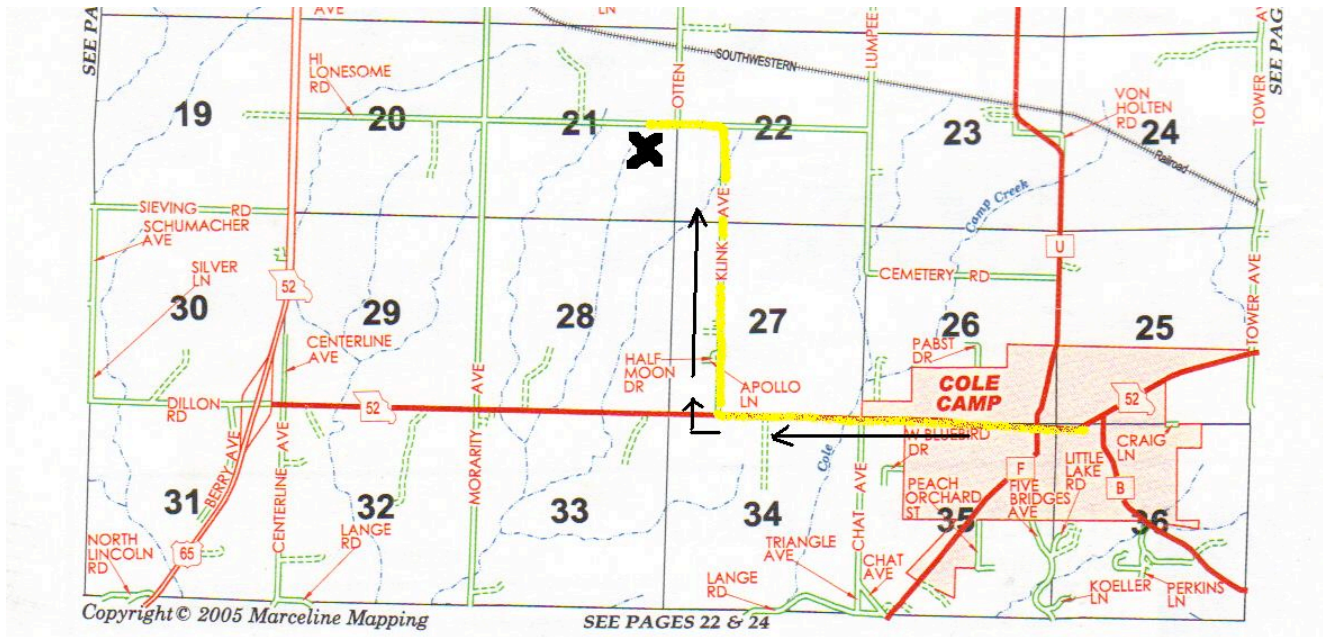 AVE
LN
SEE PA
SEE PAG
HI
LONESOME
RD
OTTEN
SOUTHWESTERN
LUMPEE
VON
HOLTEN
RD
TOWER
AV
19
20
21
22
23
24
Railroad
SIEVING RD
SCHUMACHER
AVE
SILVER
LN
KLINK AVE
Camp Creek
U
CEMETERY RD
TOWER AVE
52
30
29
28
27
26
25
CENTERLINE
AVE
HALF
MOON
DR
APOLLO
LN
PABST
DR
COLE
CAMP
52
DILLON
RD
52
MORARITY AVE
BERRY AVE
CENTERLINE AVE
Cole
CHAT AVE
W BLUEBIRD
DR
CRAIG
LN
F
FIVE
BRIDGES
AVE
LITTLE
LAKE
RD
B
PEACH
ORCHARD
ST
31
32
33
34
35
36
NORTH
LINCOLN
RD
65
LANGE
RD
TRIANGLE
AVE
CHAT
AVE
LANGE
RD
KOELLER
LN
PERKINS
LN
Copyright© 2005 Marceline Mapping
SEE PAGES 22 & 24